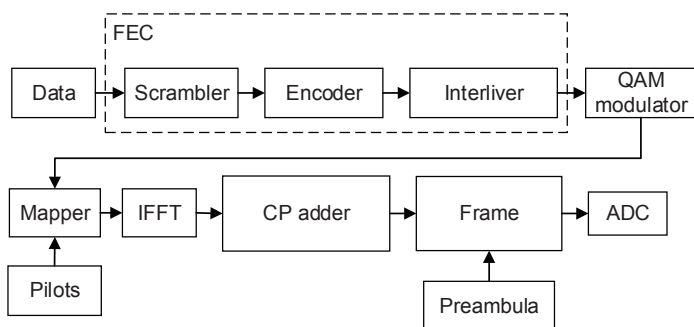 FEC
Data
Scrambler
Encoder
Interliver
QAM
modulator
Mapper
IFFT
CP adder
Frame
ADC
Pilots
Preambula